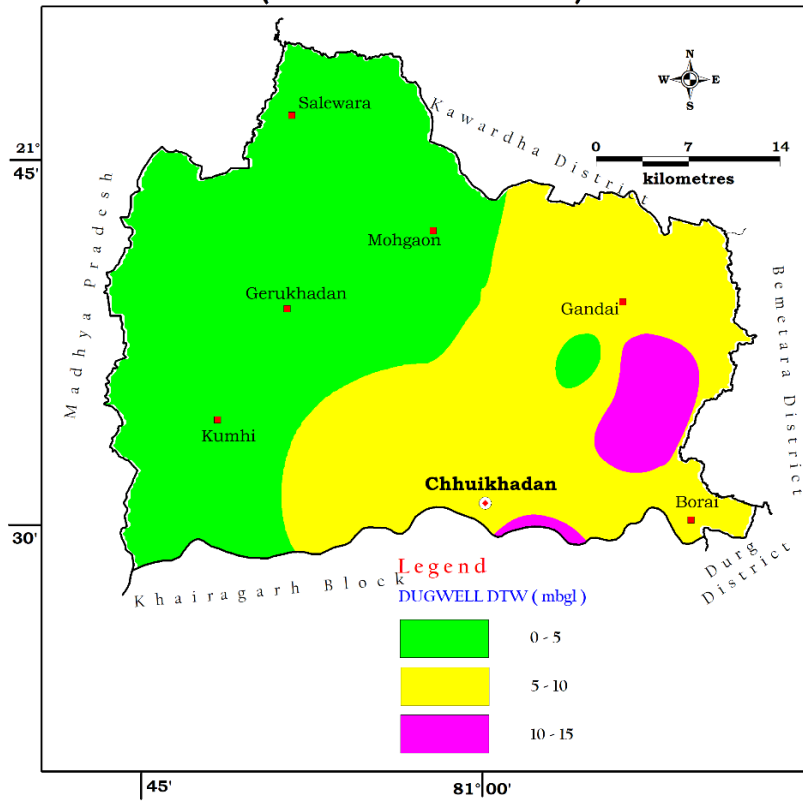 N
W E
S
Salewara
Kawardha District
21°
45'
0 7 14
kilometres
Madhya Pradesh
Mohgaon
Gerukhadan
Gandai
Bemetara District
Kumhi
Chhuikhadan
Borai
30'
Durg
District
Khairagarh Block
Legend
DUGWELL DTW ( mbgl )
0 - 5
5 - 10
10 - 15
45'
81° 00'